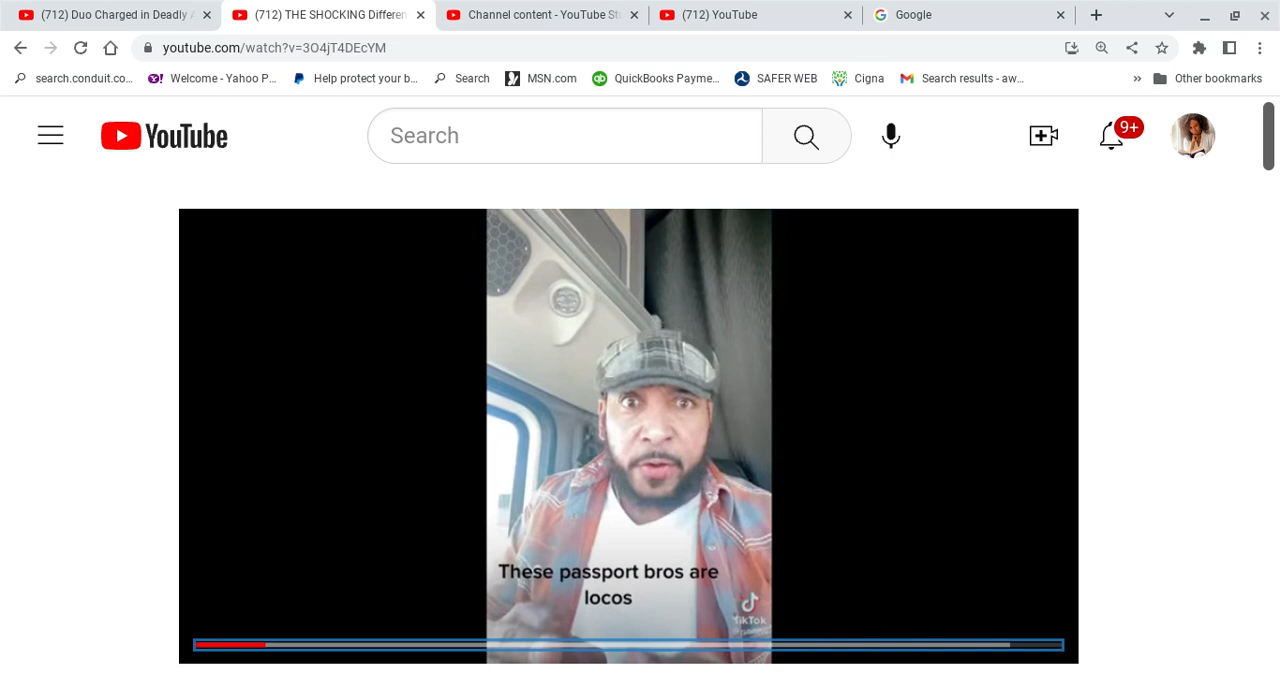 (712) Duo Charged in Deadly A
(712) THE SHOCKING Differen
Channel content - YouTube St
(712) YouTube
Google
youtube.com/watch?v=3O4jT4DEcYM
search.conduit.co...
Welcome - Yahoo P...
Help protect your b...
Search
MSN.com
QuickBooks Payme...
SAFER WEB
Cigna
Search results - aw...
Other bookmarks
YouTube
Search
9+
These passport bros are
locos
TikTok